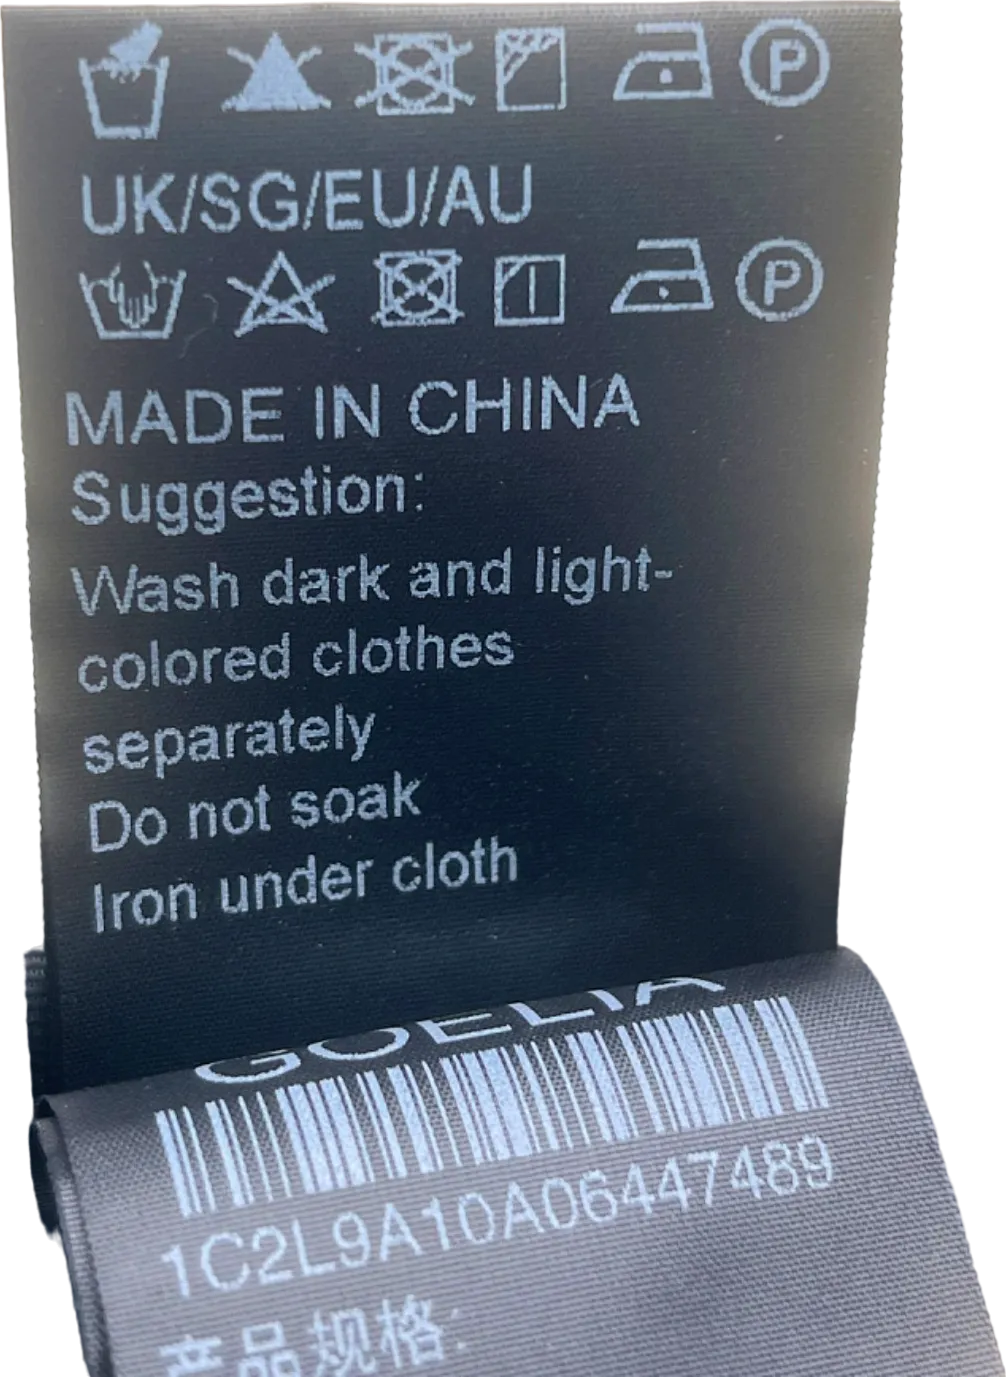 P
UK/SG/EU/AU
P
MADE IN CHINA
Suggestion:
Wash dark and light-
colored clothes
separately
Do not soak
Iron under cloth
GOELIA
1C2L9A10A06447489
产品规格: